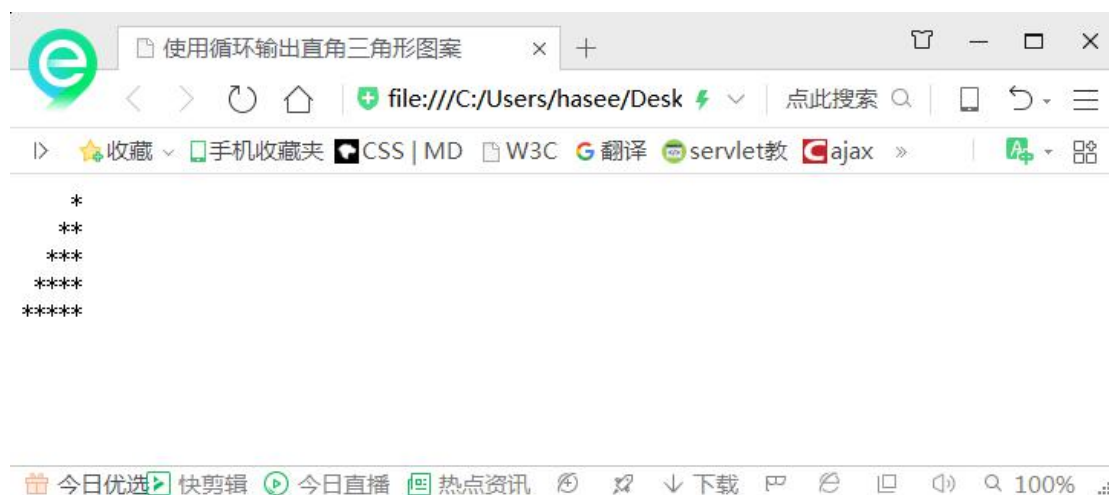 使用循环输出直角三角形图案
file:///C:/Users/hasee/Desk 点此搜索
收藏 手机收藏夹 CSS | MD W3C G 翻译 servlet教 ajax »
*
**
***
****
*****
今日优选 快剪辑 今日直播 热点资讯 下载 100%